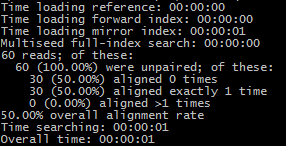 Time loading reference: 00:00:00
Time loading forward index: 00:00:00
Time loading mirror index: 00:00:01
Multiseed full-index search: 00:00:00
60 reads; of these:
  60 (100.00%) were unpaired; of these:
    30 (50.00%) aligned 0 times
    30 (50.00%) aligned exactly 1 time
    0 (0.00%) aligned >1 times
50.00% overall alignment rate
Time searching: 00:00:01
Overall time: 00:00:01